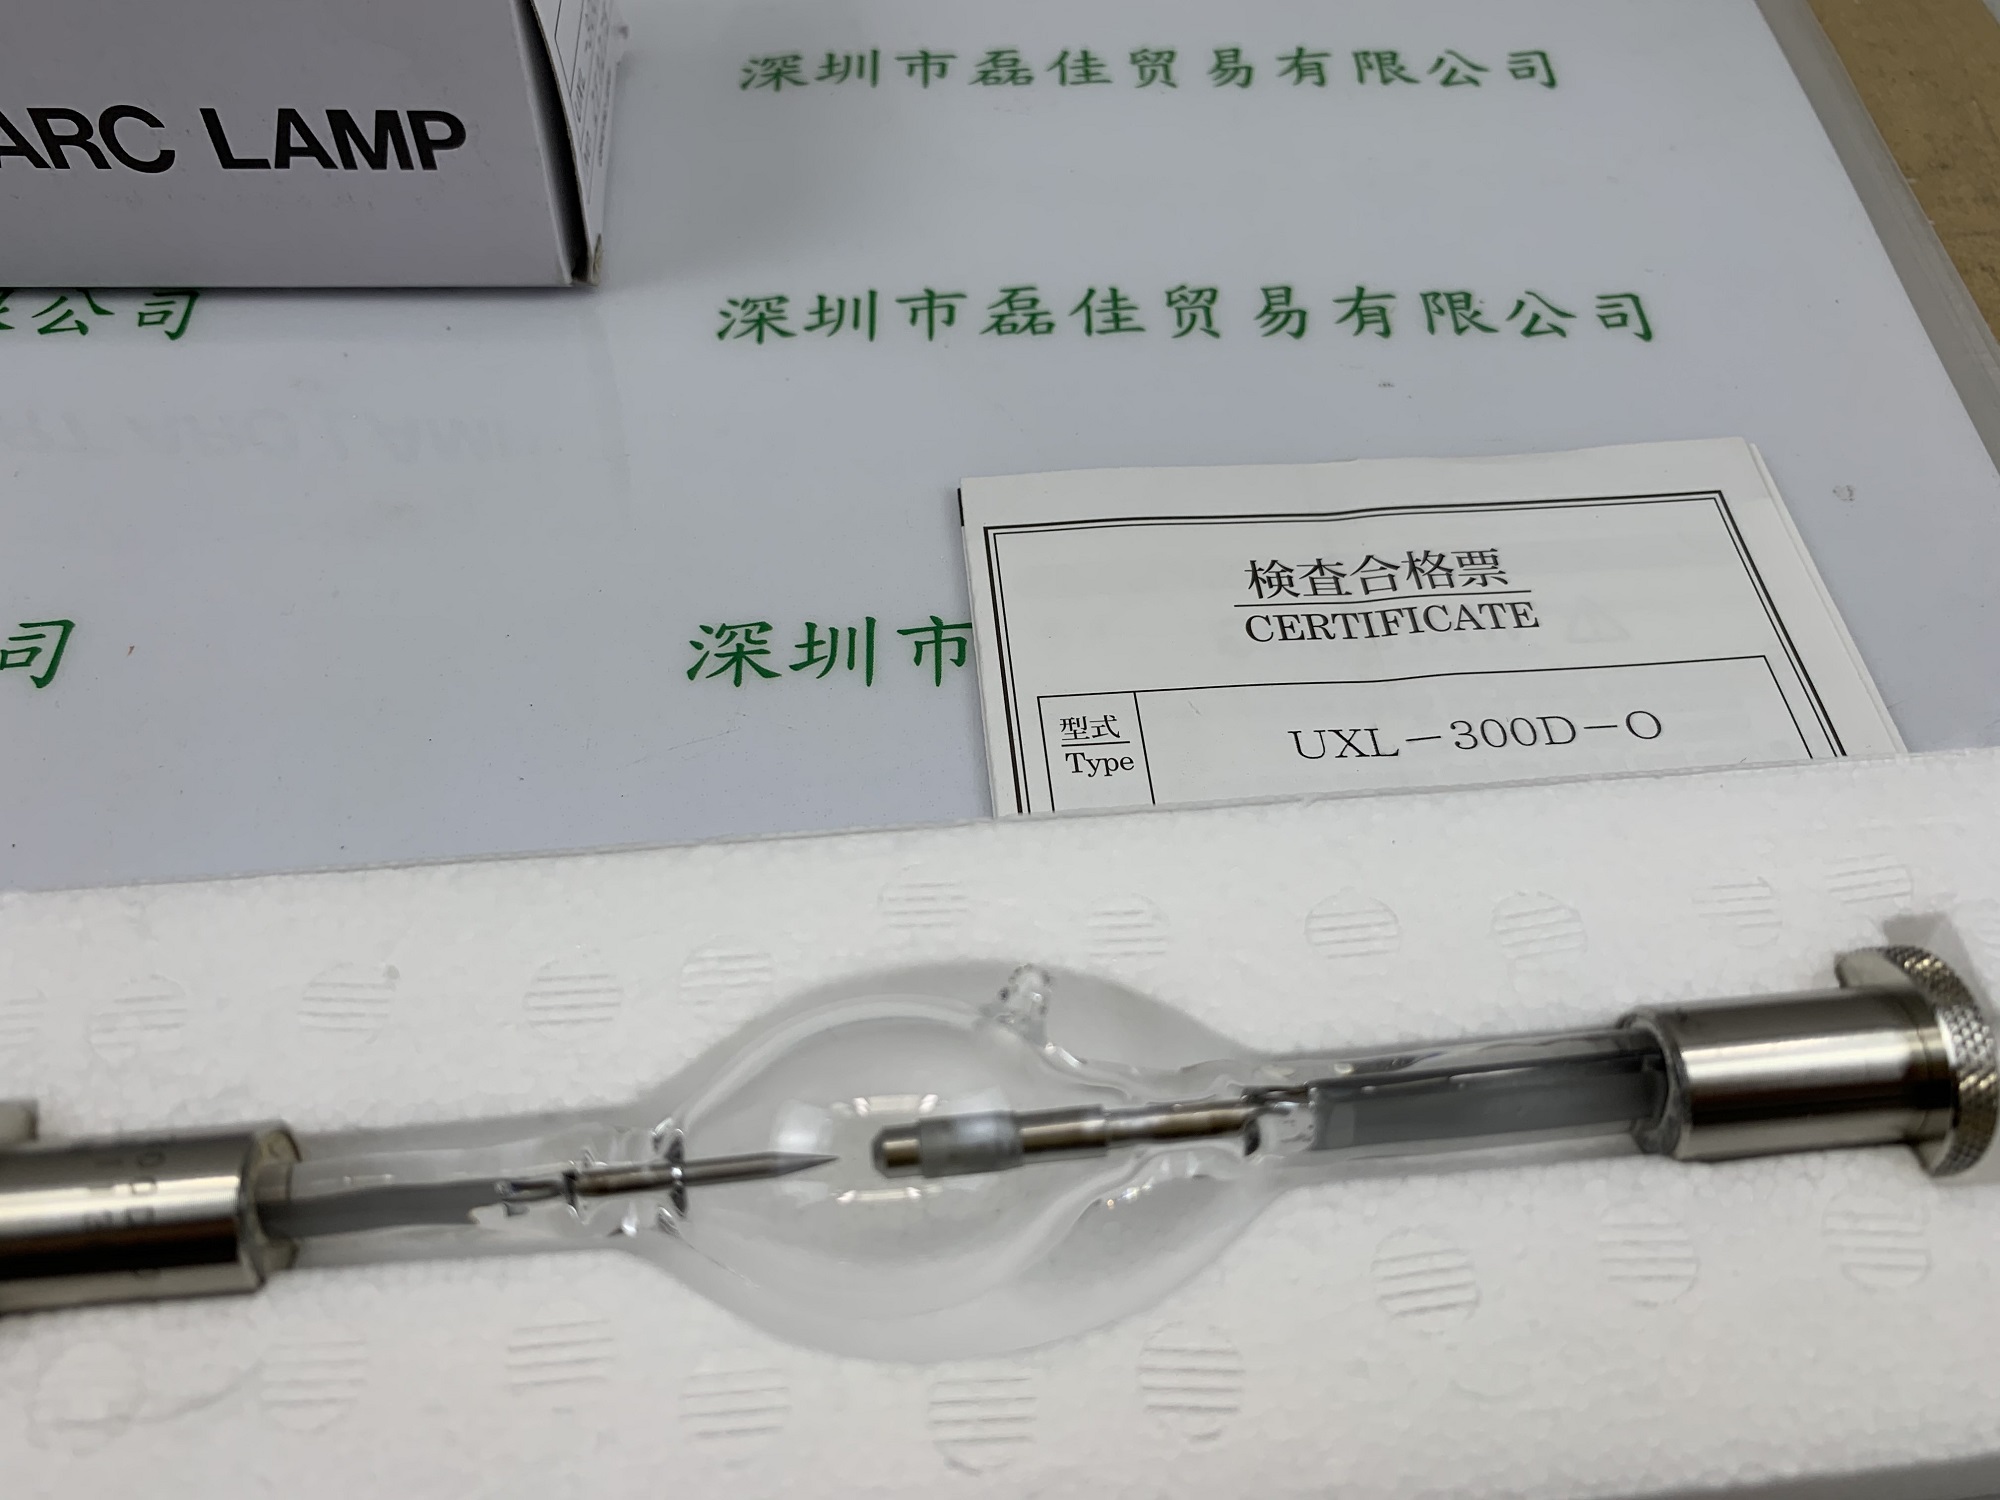 ARC LAMP
深圳市磊佳贸易有限公司
公司
深圳市磊佳贸易有限公司
司
深圳市
検査合格票
CERTIFICATE
型式
Type
UXL－300D－O